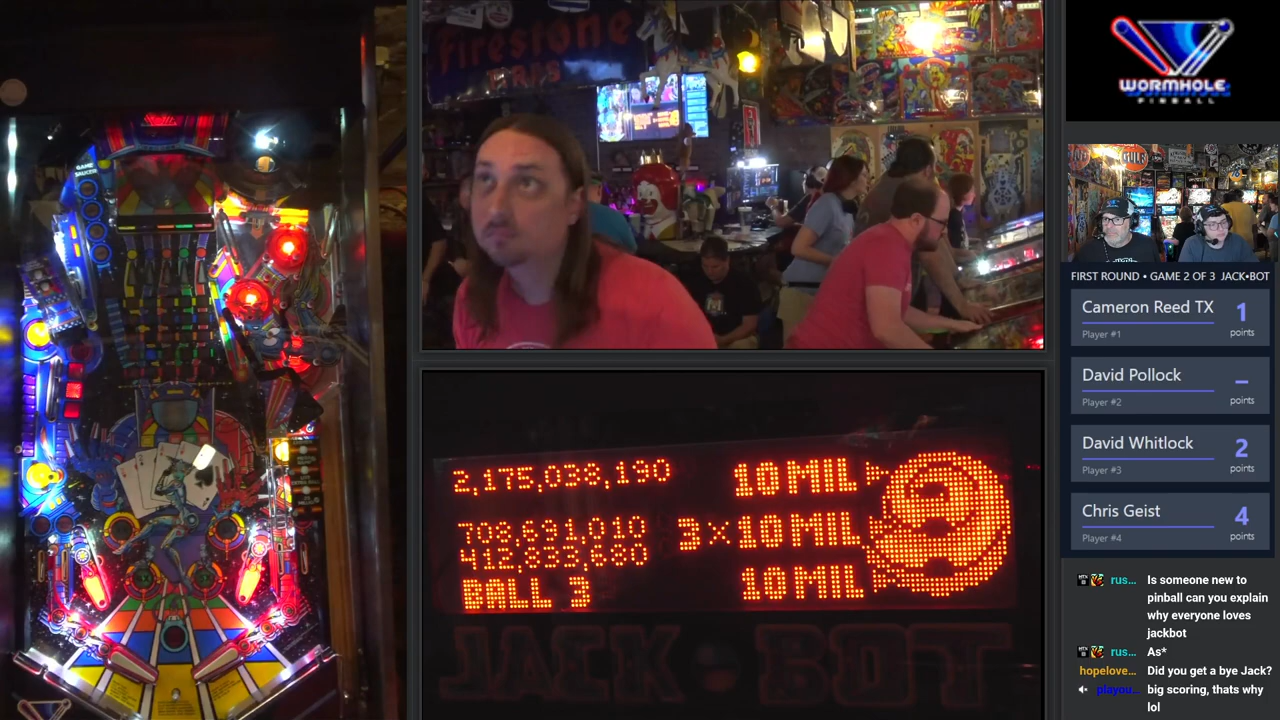 Firestone
TIRES
GULF
WORMHOLE
PINBALL
FIRST ROUND • GAME 2 OF 3 JACK•BOT
Cameron Reed TX
Player #1
1
points
David Pollock
Player #2
–
points
David Whitlock
Player #3
2
points
Chris Geist
Player #4
4
points
2,175,038,190
10 MIL
708,691,010
3×10 MIL
412,833,680
BALL 3
10 MIL
JACK • BOT
rus... Is someone new to
pinball can you explain
why everyone loves
jackbot
rus... As*
hopelove... Did you get a bye Jack?
playou... big scoring, thats why
lol